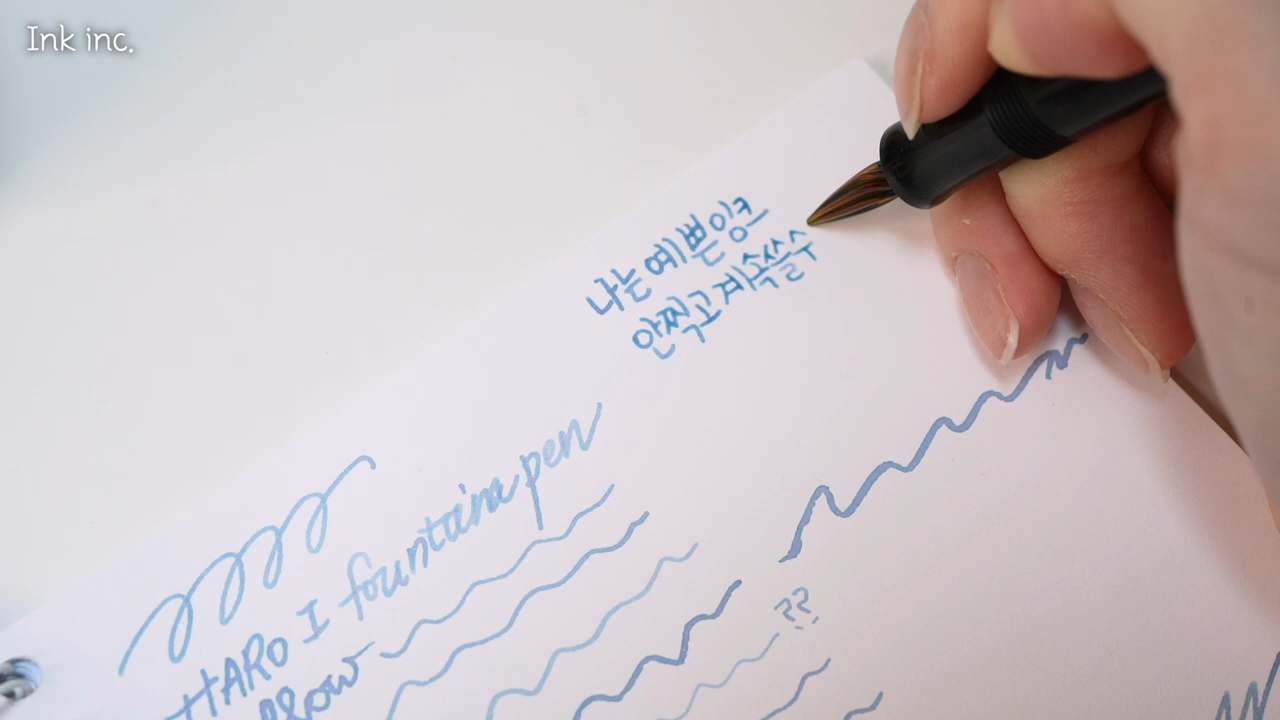 Ink inc.
나는 예쁜 잉크
안찍고 계속 쓸 수
HARO I fountain pen
??